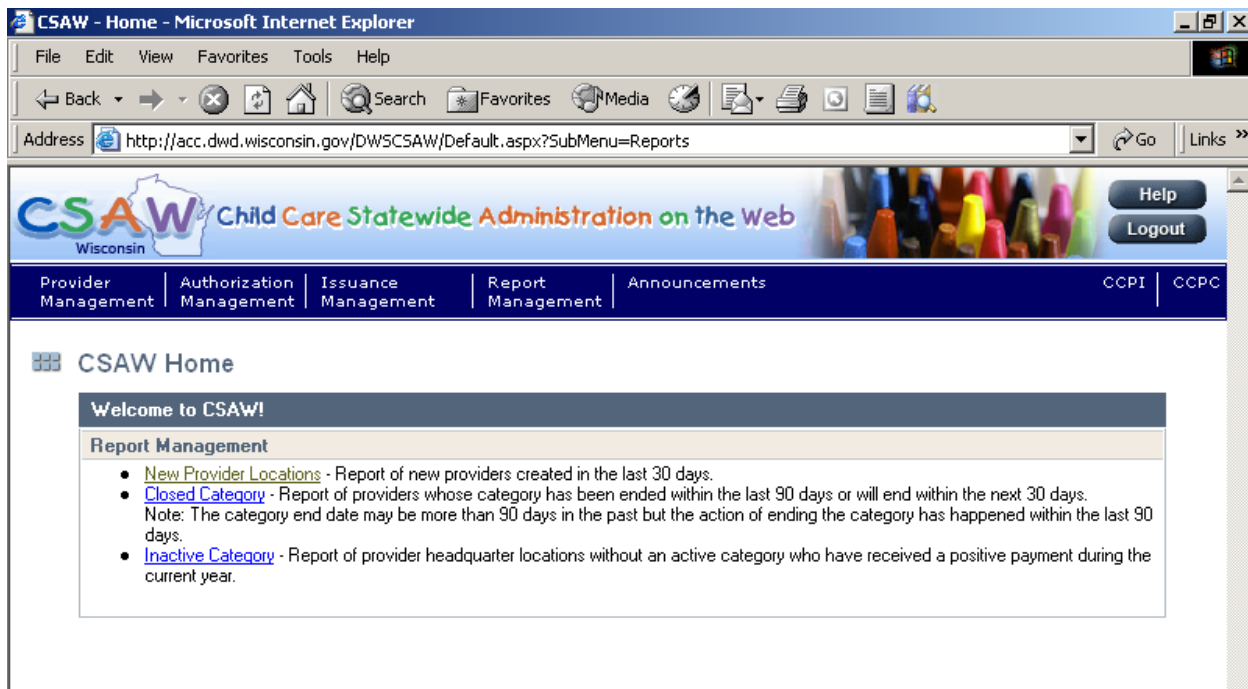 CSAW - Home - Microsoft Internet Explorer
File Edit View Favorites Tools Help
Back Search Favorites Media
Address http://acc.dwd.wisconsin.gov/DWSCSAW/Default.aspx?SubMenu=Reports Go Links »
CSAW Child Care Statewide Administration on the Web
Wisconsin
Help
Logout
Provider Management
Authorization Management
Issuance Management
Report Management
Announcements
CCPI
CCPC
CSAW Home
Welcome to CSAW!
Report Management
• New Provider Locations - Report of new providers created in the last 30 days.
• Closed Category - Report of providers whose category has been ended within the last 90 days or will end within the next 30 days.
Note: The category end date may be more than 90 days in the past but the action of ending the category has happened within the last 90
days.
• Inactive Category - Report of provider headquarter locations without an active category who have received a positive payment during the
current year.